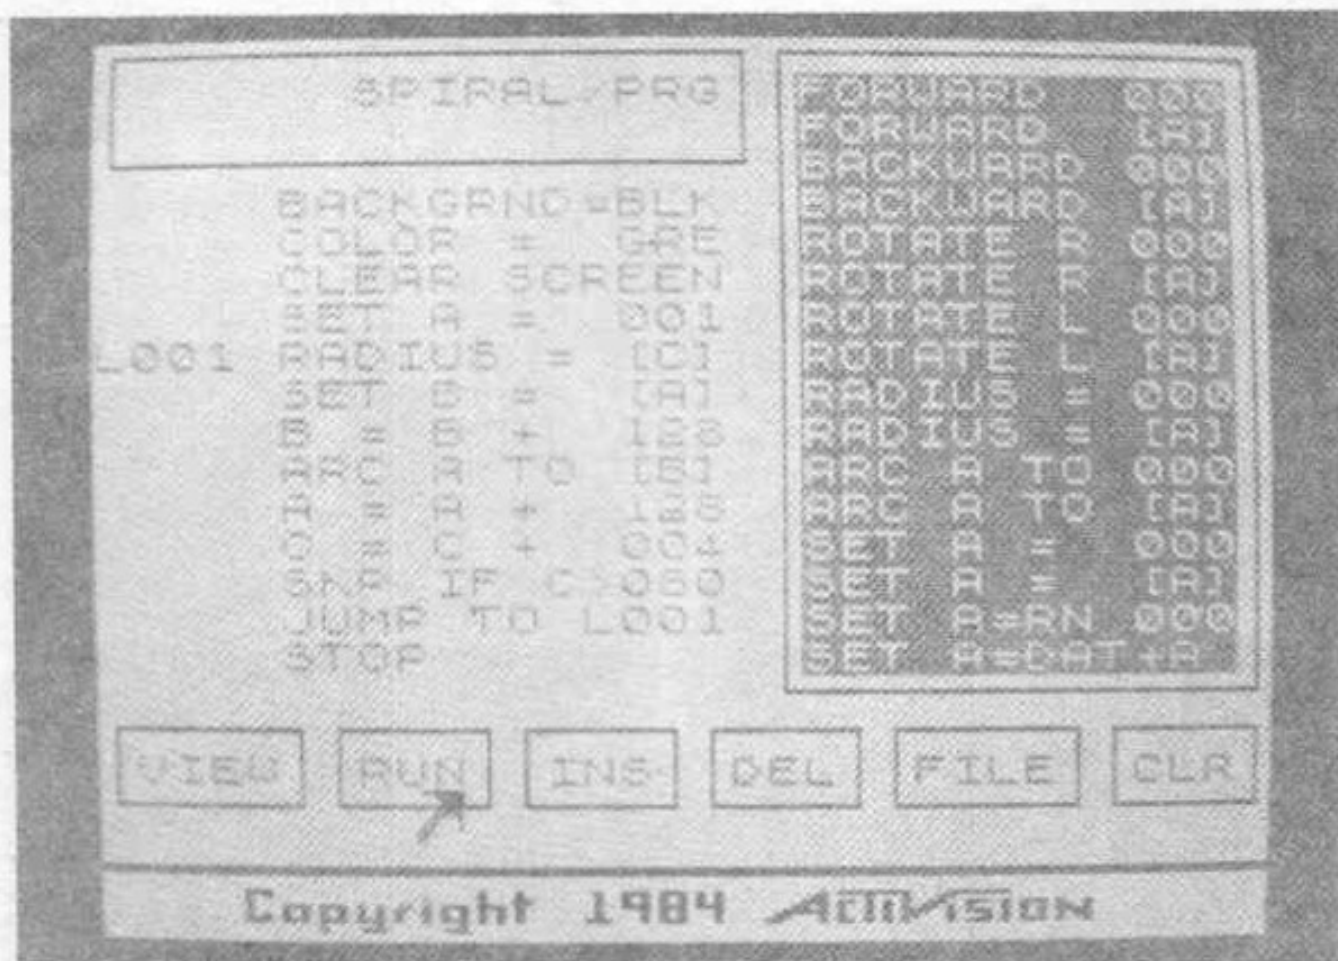 SPIRAL/PRG
BACKGRND=BLK
COLOR = GRE
CLEAR SCREEN
SET = 001
L001 RADIUS = [C]
SET B = [A]
B = B + 128
ARC A TO [B]
= + 128
C = C + 004
SKP IF C>060
JUMP TO L001
STOP
FORWARD 000
FORWARD [A]
BACKWARD 000
BACKWARD [A]
ROTATE R 000
ROTATE R [A]
ROTATE L 000
ROTATE L [A]
RADIUS = 000
RADIUS = [A]
ARC A TO 000
ARC A TO [A]
SET A = 000
SET A = [A]
SET A=RN 000
SET A=DAT+A
VIEW RUN INS DEL FILE CLR
Copyright 1984 ACTIVISION